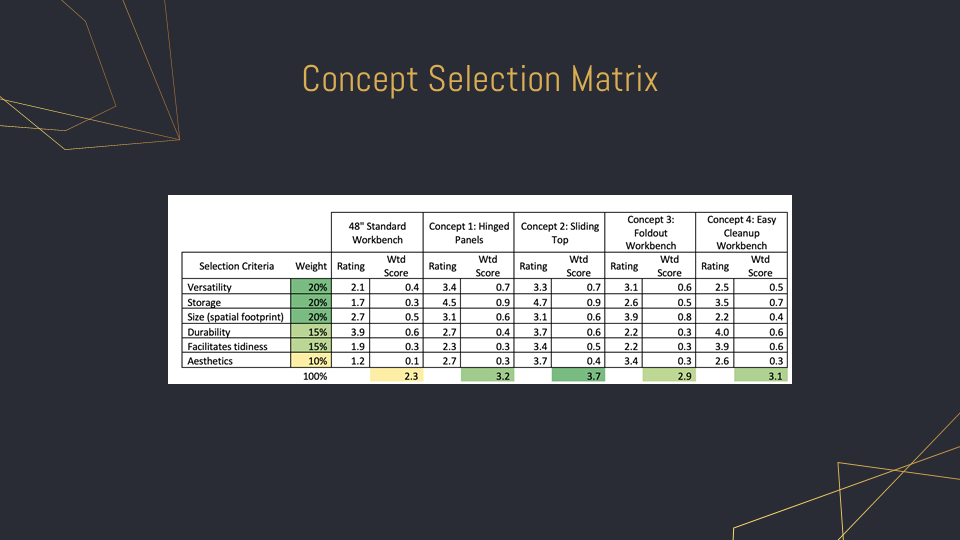 Concept Selection Matrix
48" Standard Workbench Concept 1: Hinged Panels Concept 2: Sliding Top Concept 3: Foldout Workbench Concept 4: Easy Cleanup Workbench
Selection Criteria Weight Rating Wtd Score Rating Wtd Score Rating Wtd Score Rating Wtd Score Rating Wtd Score
Versatility 20% 2.1 0.4 3.4 0.7 3.3 0.7 3.1 0.6 2.5 0.5
Storage 20% 1.7 0.3 4.5 0.9 4.7 0.9 2.6 0.5 3.5 0.7
Size (spatial footprint) 20% 2.7 0.5 3.1 0.6 3.1 0.6 3.9 0.8 2.2 0.4
Durability 15% 3.9 0.6 2.7 0.4 3.7 0.6 2.2 0.3 4.0 0.6
Facilitates tidiness 15% 1.9 0.3 2.3 0.3 3.4 0.5 2.2 0.3 3.9 0.6
Aesthetics 10% 1.2 0.1 2.7 0.3 3.7 0.4 3.4 0.3 2.6 0.3
100% 2.3 3.2 3.7 2.9 3.1